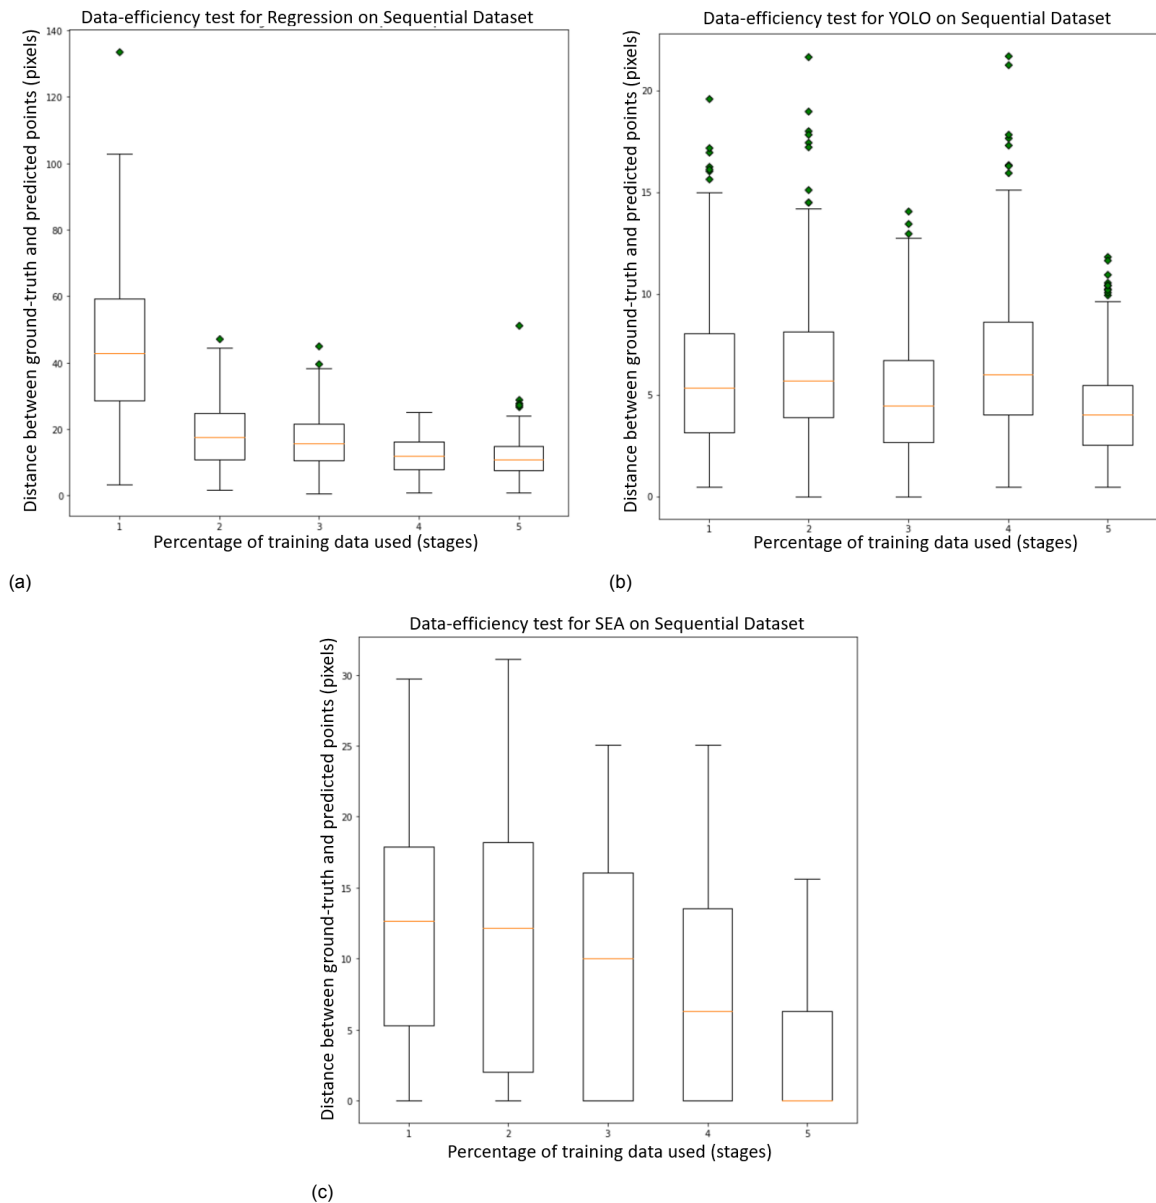 Data-efficiency test for Regression on Sequential Dataset
Distance between ground-truth and predicted points (pixels)
140
120
100
80
60
40
20
0
1 2 3 4 5
Percentage of training data used (stages)
(a)
Data-efficiency test for YOLO on Sequential Dataset
Distance between ground-truth and predicted points (pixels)
20
15
10
5
0
1 2 3 4 5
Percentage of training data used (stages)
(b)
Data-efficiency test for SEA on Sequential Dataset
Distance between ground-truth and predicted points (pixels)
30
25
20
15
10
5
0
1 2 3 4 5
Percentage of training data used (stages)
(c)